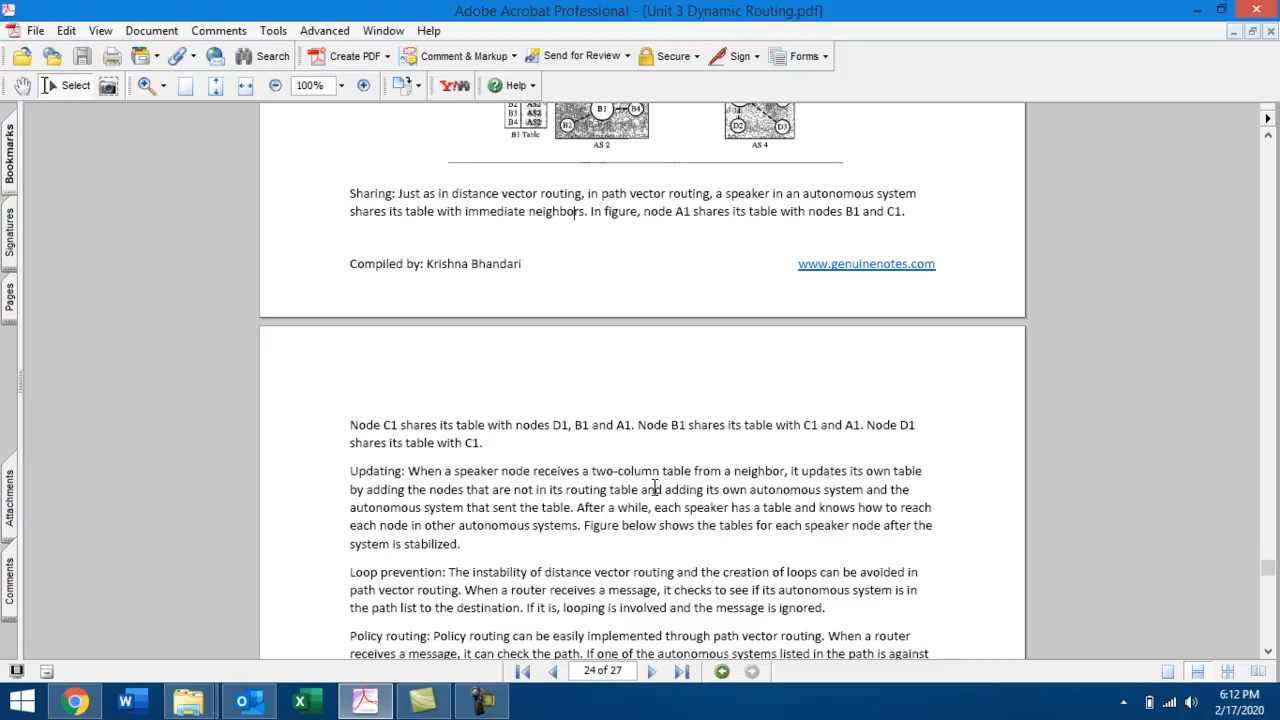 Adobe Acrobat Professional - [Unit 3 Dynamic Routing.pdf]
File Edit View Document Comments Tools Advanced Window Help
Search Create PDF Comment & Markup Send for Review Secure Sign Forms
Select 100% Y! Help
Bookmarks
Signatures
Pages
Attachments
Comments
B2 AS2
B3 AS2
B4 AS2
B1 Table
B1
B4
B2
AS 2
D2
D3
AS 4
Sharing: Just as in distance vector routing, in path vector routing, a speaker in an autonomous system
shares its table with immediate neighbors. In figure, node A1 shares its table with nodes B1 and C1.
Compiled by: Krishna Bhandari www.genuinenotes.com
Node C1 shares its table with nodes D1, B1 and A1. Node B1 shares its table with C1 and A1. Node D1
shares its table with C1.
Updating: When a speaker node receives a two-column table from a neighbor, it updates its own table
by adding the nodes that are not in its routing table and adding its own autonomous system and the
autonomous system that sent the table. After a while, each speaker has a table and knows how to reach
each node in other autonomous systems. Figure below shows the tables for each speaker node after the
system is stabilized.
Loop prevention: The instability of distance vector routing and the creation of loops can be avoided in
path vector routing. When a router receives a message, it checks to see if its autonomous system is in
the path list to the destination. If it is, looping is involved and the message is ignored.
Policy routing: Policy routing can be easily implemented through path vector routing. When a router
receives a message, it can check the path. If one of the autonomous systems listed in the path is against
24 of 27
6:12 PM
2/17/2020